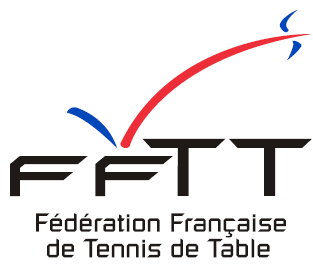 FFTT
Fédération Française
de Tennis de Table